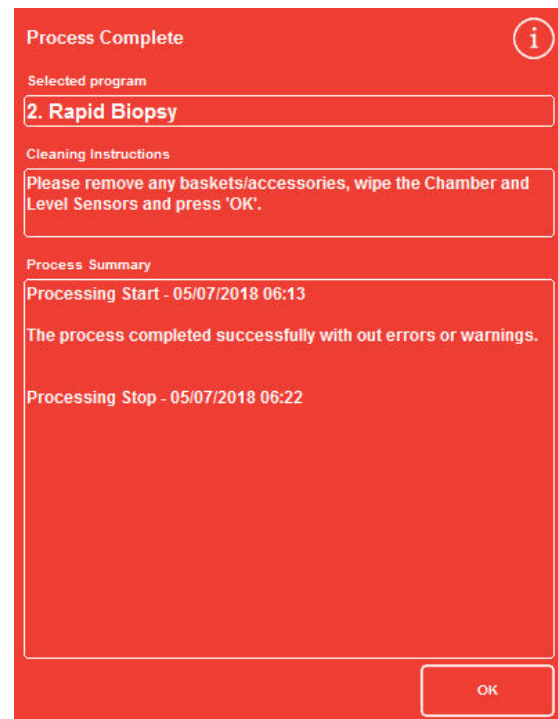 Process Complete
i
Selected program
2. Rapid Biopsy
Cleaning Instructions
Please remove any baskets/accessories, wipe the Chamber and
Level Sensors and press 'OK'.
Process Summary
Processing Start - 05/07/2018 06:13
The process completed successfully with out errors or warnings.
Processing Stop - 05/07/2018 06:22
OK